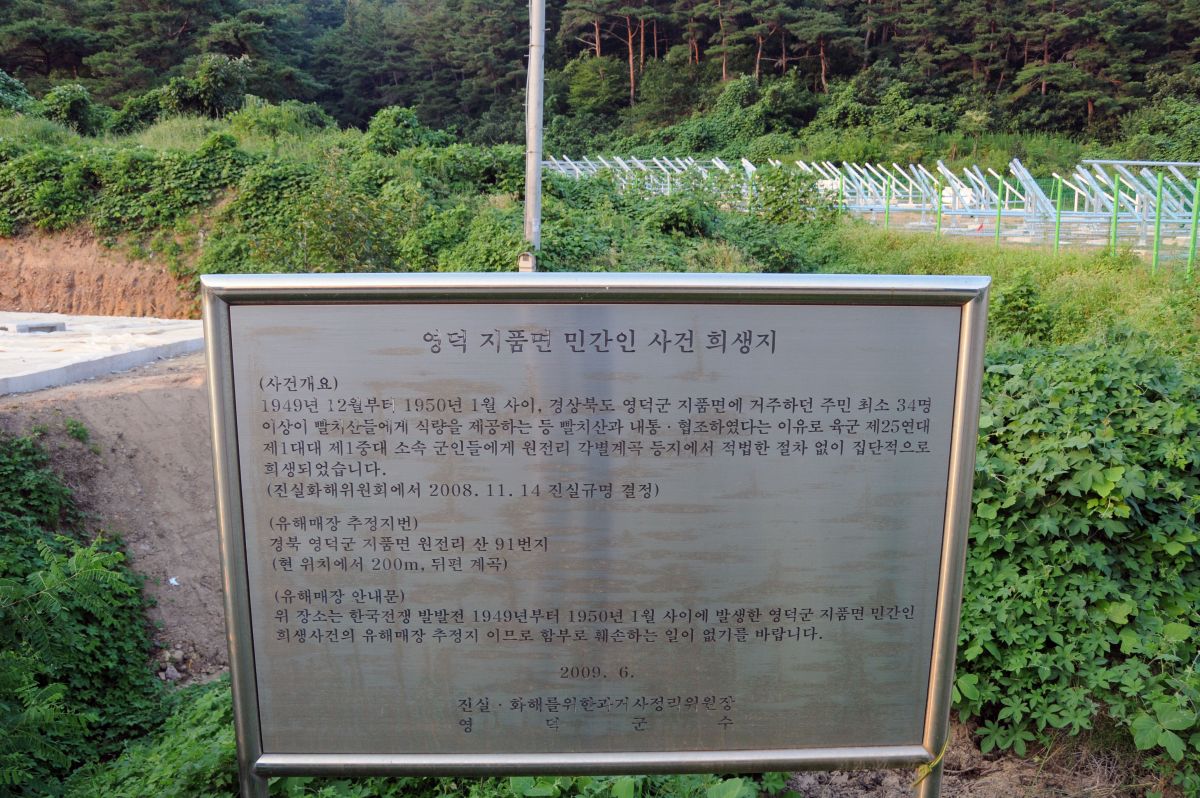 영덕 지품면 민간인 사건 희생지
(사건개요)
1949년 12월부터 1950년 1월 사이, 경상북도 영덕군 지품면에 거주하던 주민 최소 34명
이상이 빨치산들에게 식량을 제공하는 등 빨치산과 내통·협조하였다는 이유로 육군 제25연대
제1대대 제1중대 소속 군인들에게 원전리 각별계곡 등지에서 적법한 절차 없이 집단적으로
희생되었습니다.
(진실화해위원회에서 2008. 11. 14 진실규명 결정)
(유해매장 추정지번)
경북 영덕군 지품면 원전리 산 91번지
(현 위치에서 200m, 뒤편 계곡)
(유해매장 안내문)
위 장소는 한국전쟁 발발전 1949년부터 1950년 1월 사이에 발생한 영덕군 지품면 민간인
희생사건의 유해매장 추정지 이므로 함부로 훼손하는 일이 없기를 바랍니다.
2009. 6.
진실·화해를위한과거사정리위원장
영 덕 군 수